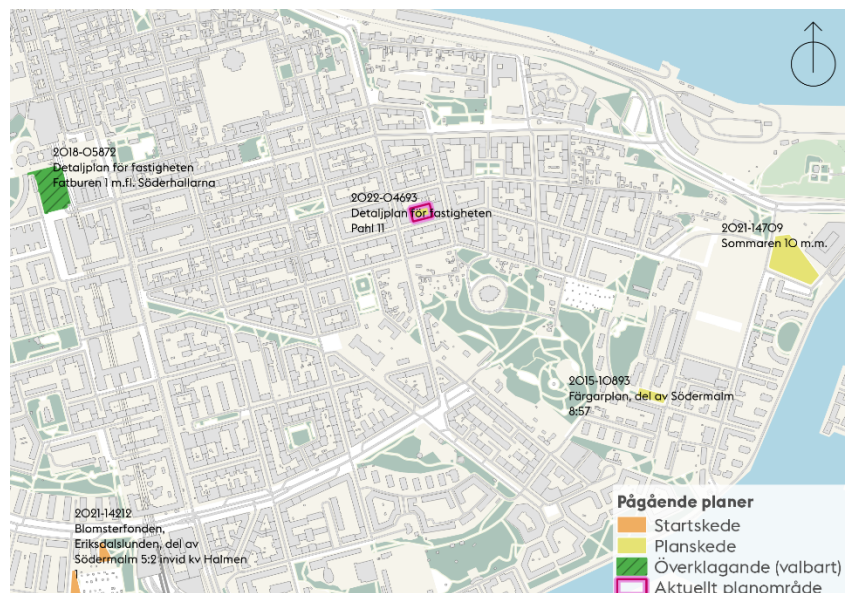 2018-05872
Detaljplan för fastigheten
Fatburen 1 m.fl. Söderhallarna
2022-04693
Detaljplan för fastigheten
Pahl 11
2021-14709
Sommaren 10 m.m.
2015-10893
Färgarplan, del av Södermalm
8:57
2021-14212
Blomsterfonden,
Eriksdalslunden, del av
Södermalm 5:2 invid kv Halmen
Pågående planer
Startskede
Planskede
Överklagande (valbart)
Aktuellt planområde